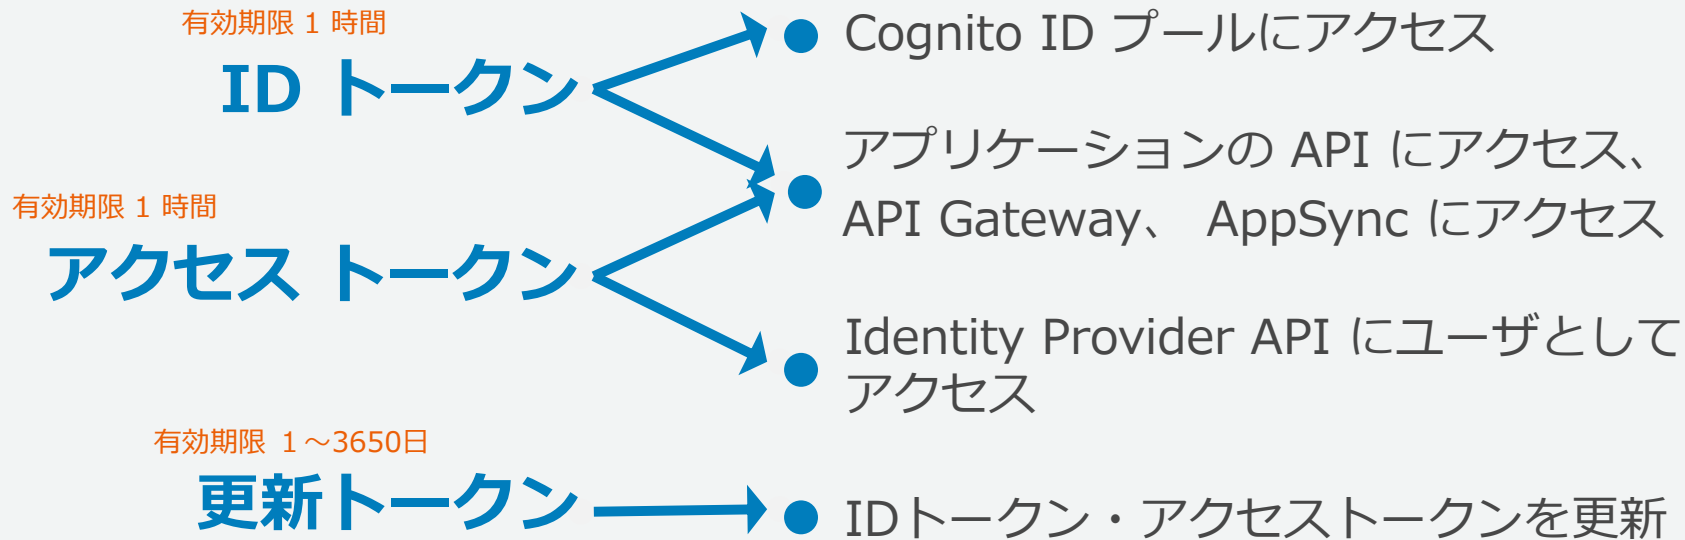 有効期限 1 時間
ID トークン
Cognito ID プールにアクセス
アプリケーションの API にアクセス、
API Gateway、 AppSync にアクセス
有効期限 1 時間
アクセス トークン
Identity Provider API にユーザとして
アクセス
有効期限 1～3650日
更新トークン
IDトークン・アクセストークンを更新